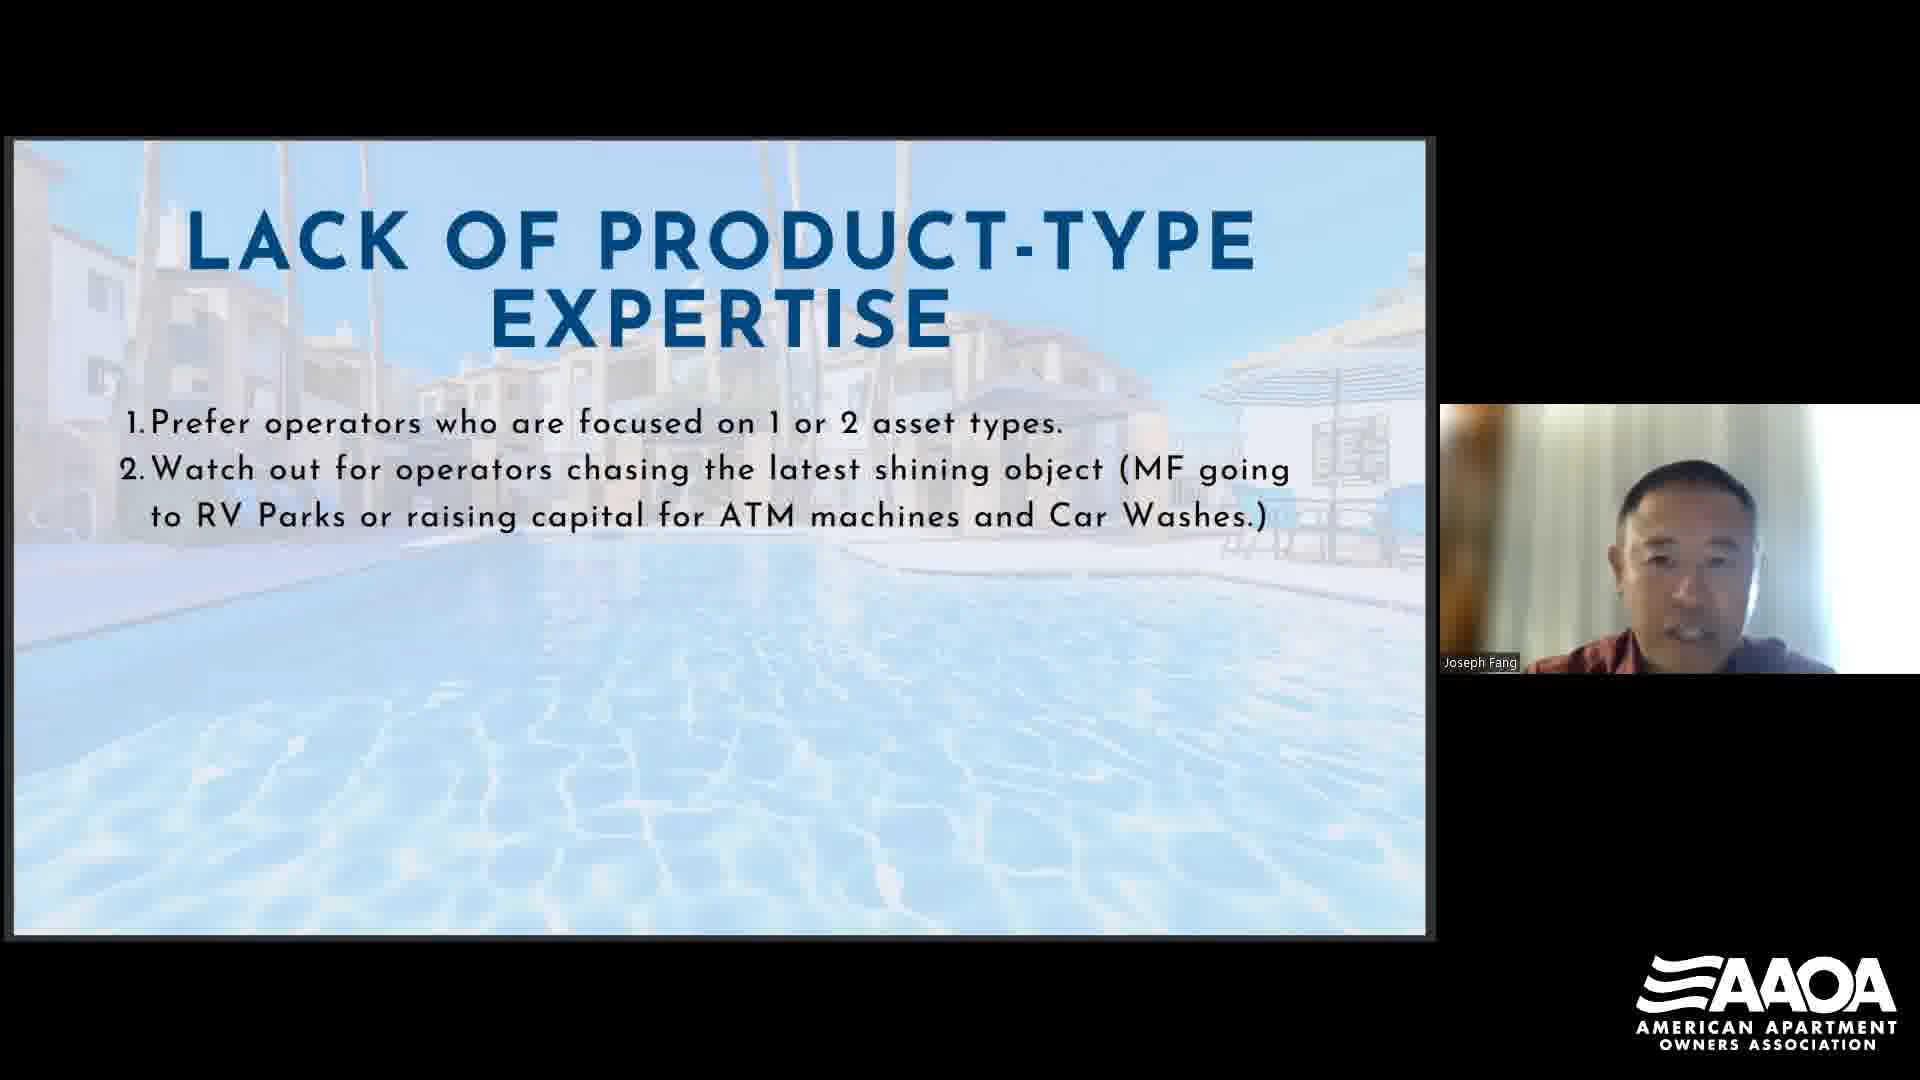 LACK OF PRODUCT-TYPE
EXPERTISE
1. Prefer operators who are focused on 1 or 2 asset types.
2. Watch out for operators chasing the latest shining object (MF going
to RV Parks or raising capital for ATM machines and Car Washes.)
Joseph Fang
AAOA
AMERICAN APARTMENT
OWNERS ASSOCIATION